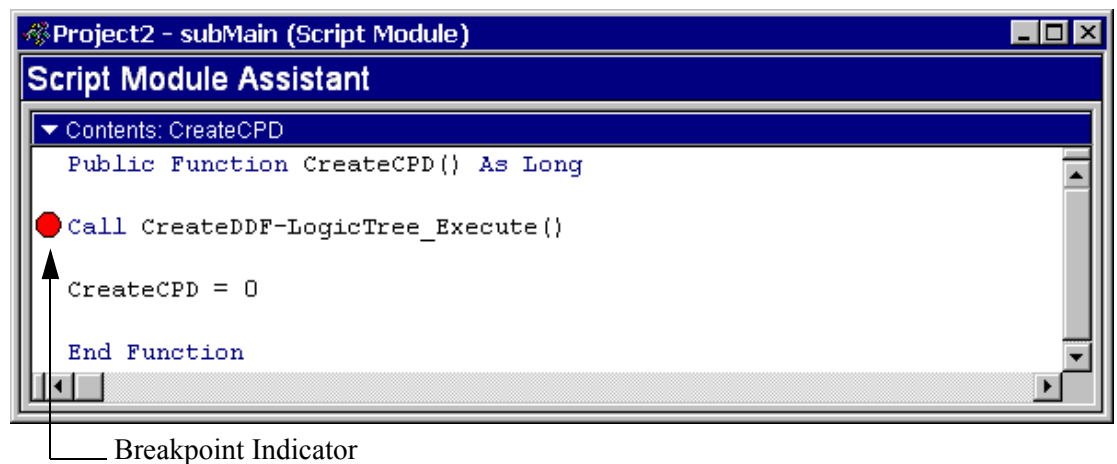 Project2 - subMain (Script Module)
Script Module Assistant
Contents: CreateCPD
Public Function CreateCPD() As Long
Call CreateDDF-LogicTree_Execute()
CreateCPD = 0
End Function
Breakpoint Indicator